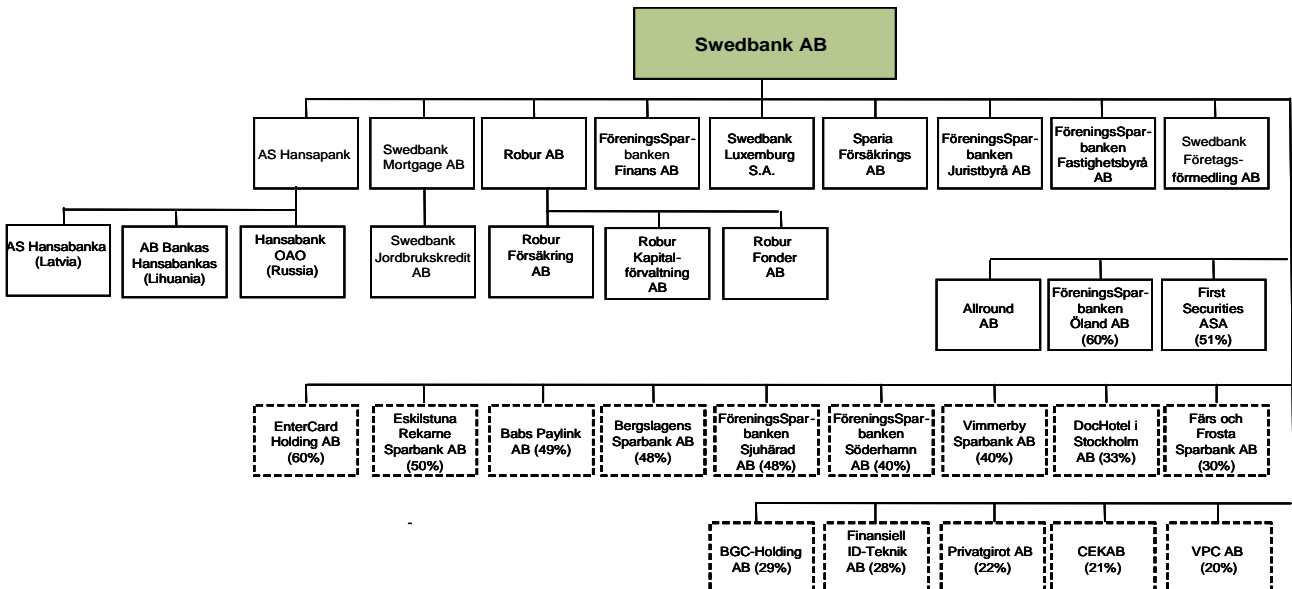 Swedbank AB
AS Hansapank
Swedbank
Mortgage AB
Robur AB
FöreningsSpar-
banken
Finans AB
Swedbank
Luxemburg
S.A.
Sparia
Försäkrings
AB
FöreningsSpar-
banken
Juristbyrå AB
FöreningsSpar-
banken
Fastighetsbyrå
AB
Swedbank
Företags-
förmedling AB
AS Hansabanka
(Latvia)
AB Bankas
Hansabankas
(Lihuania)
Hansabank
OAO
(Russia)
Swedbank
Jordbrukskredit
AB
Robur
Försäkring
AB
Robur
Kapital-
förvaltning
AB
Robur
Fonder
AB
Allround
AB
FöreningsSpar-
banken
Öland AB
(60%)
First
Securities
ASA
(51%)
EnterCard
Holding AB
(60%)
Eskilstuna
Rekarne
Sparbank AB
(50%)
Babs Paylink
AB (49%)
Bergslagens
Sparbank AB
(48%)
FöreningsSpar-
banken
Sjuhärad
AB (48%)
FöreningsSpar-
banken
Söderhamn
AB (40%)
Vimmerby
Sparbank AB
(40%)
DocHotel i
Stockholm
AB (33%)
Färs och
Frosta
Sparbank AB
(30%)
-
BGC-Holding
AB (29%)
Finansiell
ID-Teknik
AB (28%)
Privatgirot AB
(22%)
CEKAB
(21%)
VPC AB
(20%)